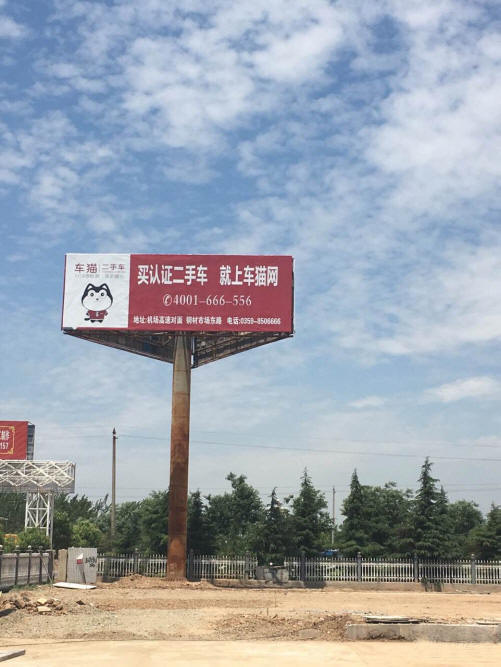 车猫 二手车
买认证二手车 就上车猫网
✆4001-666-556
地址:机场高速对面 钢材市场东路 电话:0359-8506666
157